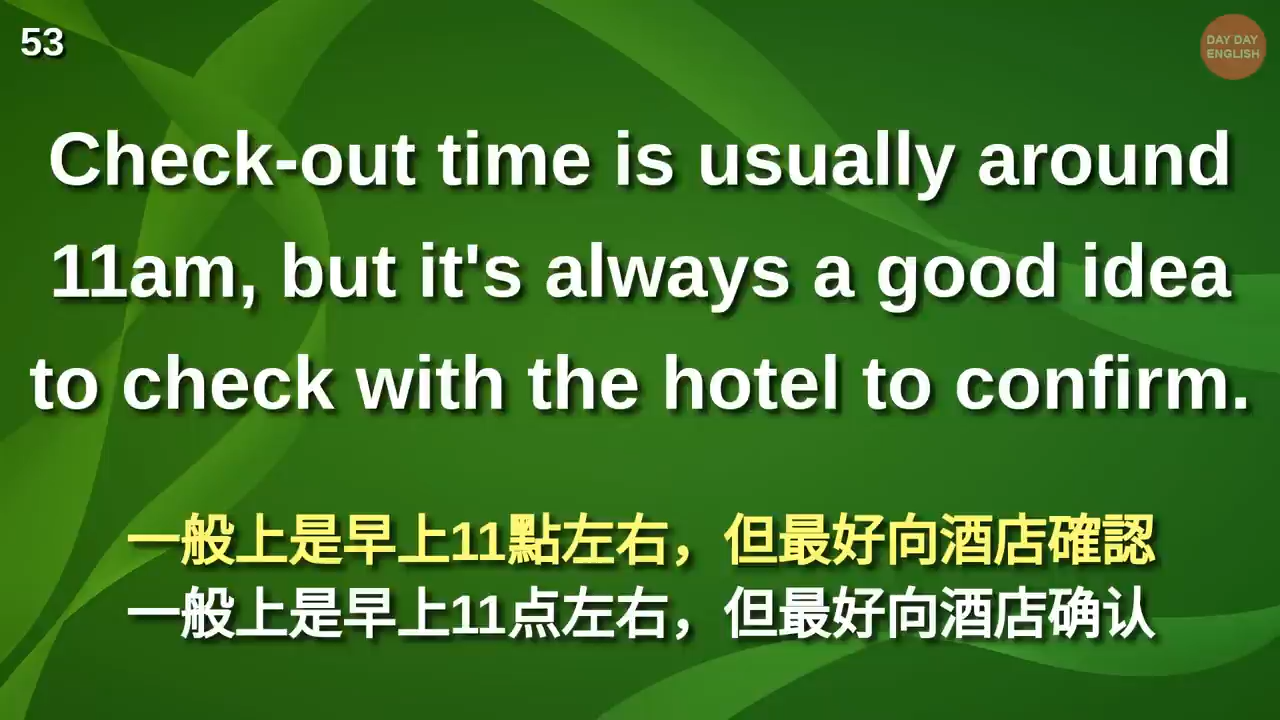 53
DAY DAY
ENGLISH
Check-out time is usually around
11am, but it's always a good idea
to check with the hotel to confirm.
一般上是早上11點左右，但最好向酒店確認
一般上是早上11点左右，但最好向酒店确认